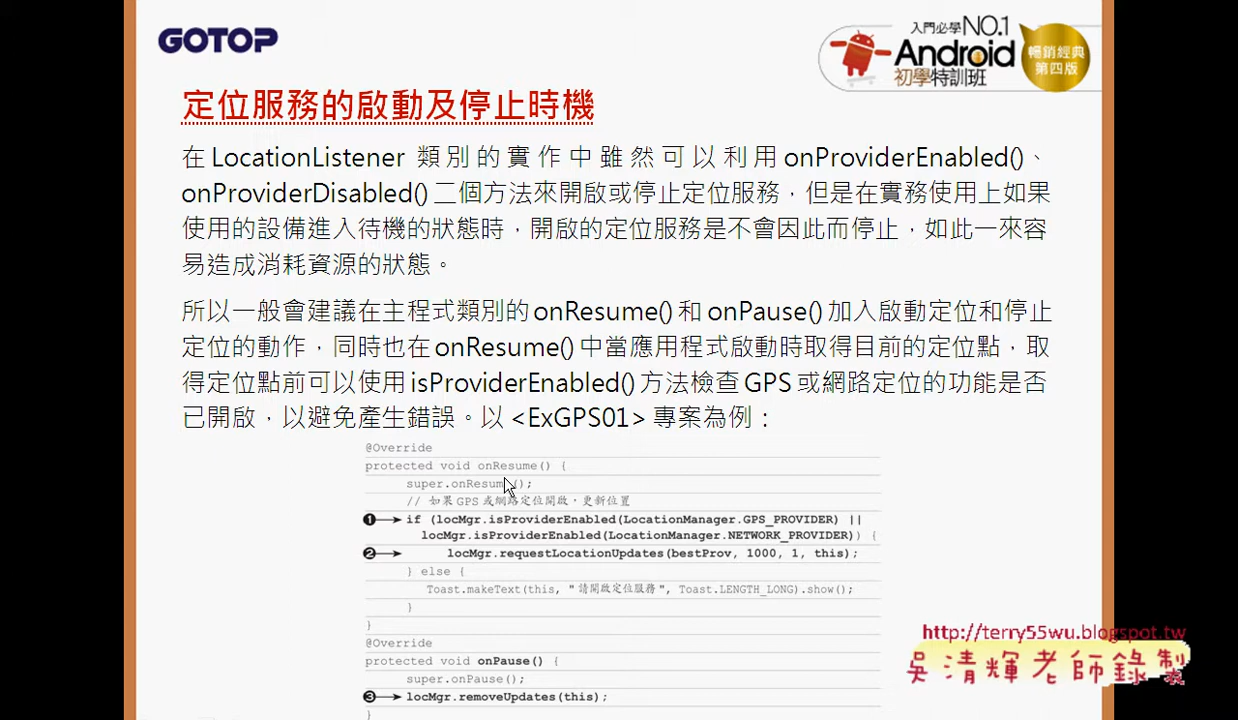 GOTOP
入門必學 NO.1
Android
初學特訓班
暢銷經典
第四版
定位服務的啟動及停止時機
在 LocationListener 類別的實作中雖然可以利用 onProviderEnabled()、
onProviderDisabled() 二個方法來開啟或停止定位服務，但是在實務使用上如果
使用的設備進入待機的狀態時，開啟的定位服務是不會因此而停止，如此一來容
易造成消耗資源的狀態。
所以一般會建議在主程式類別的 onResume() 和 onPause() 加入啟動定位和停止
定位的動作，同時也在 onResume() 中當應用程式啟動時取得目前的定位點，取
得定位點前可以使用 isProviderEnabled() 方法檢查 GPS 或網路定位的功能是否
已開啟，以避免產生錯誤。以 <ExGPS01> 專案為例：
@Override
protected void onResume() {
super.onResume();
// 如果 GPS 或網路定位開啟，更新位置
❶ if (locMgr.isProviderEnabled(LocationManager.GPS_PROVIDER) ||
locMgr.isProviderEnabled(LocationManager.NETWORK_PROVIDER)) {
❷ locMgr.requestLocationUpdates(bestProv, 1000, 1, this);
} else {
Toast.makeText(this, "請開啟定位服務", Toast.LENGTH_LONG).show();
}
}
@Override
protected void onPause() {
super.onPause();
❸ locMgr.removeUpdates(this);
}
http://terry55wu.blogspot.tw
吳清輝老師錄製